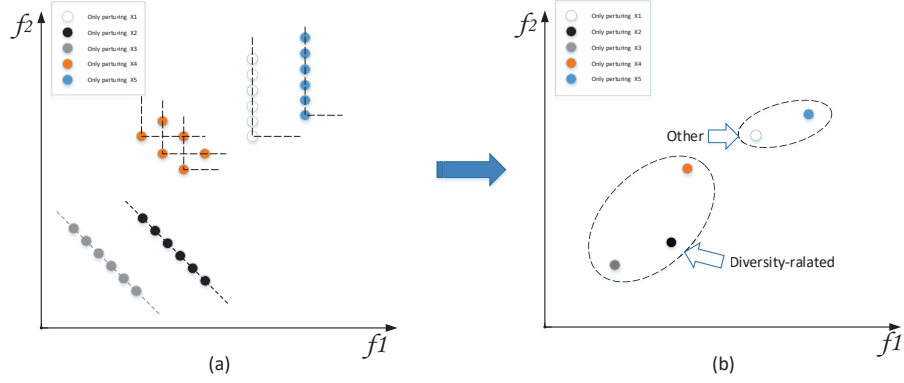 f2
Only perturing X1
Only perturing X2
Only perturing X3
Only perturing X4
Only perturing X5
f1
(a)
f2
Only perturing X1
Only perturing X2
Only perturing X3
Only perturing X4
Only perturing X5
Other
Diversity-ralated
f1
(b)